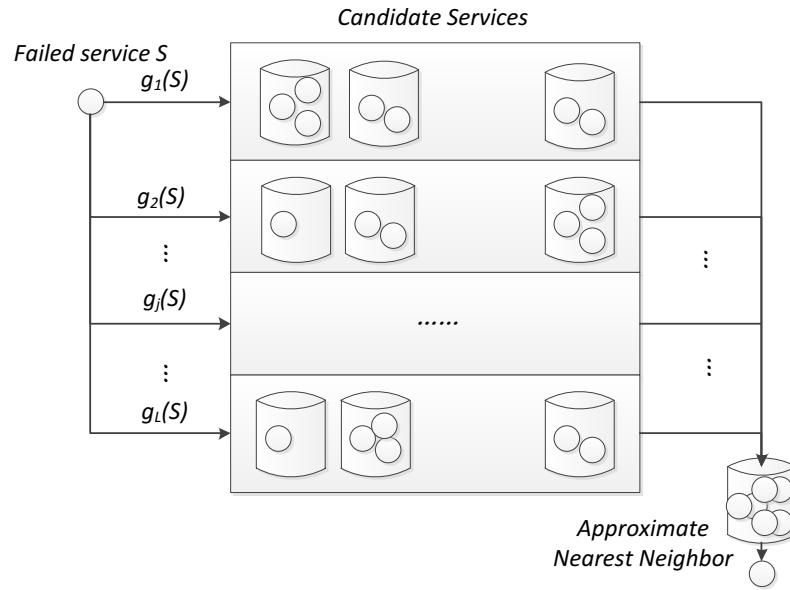 Candidate Services
Failed service S
g1(S)
g2(S)
...
gj(S)
......
...
gL(S)
...
...
Approximate
Nearest Neighbor